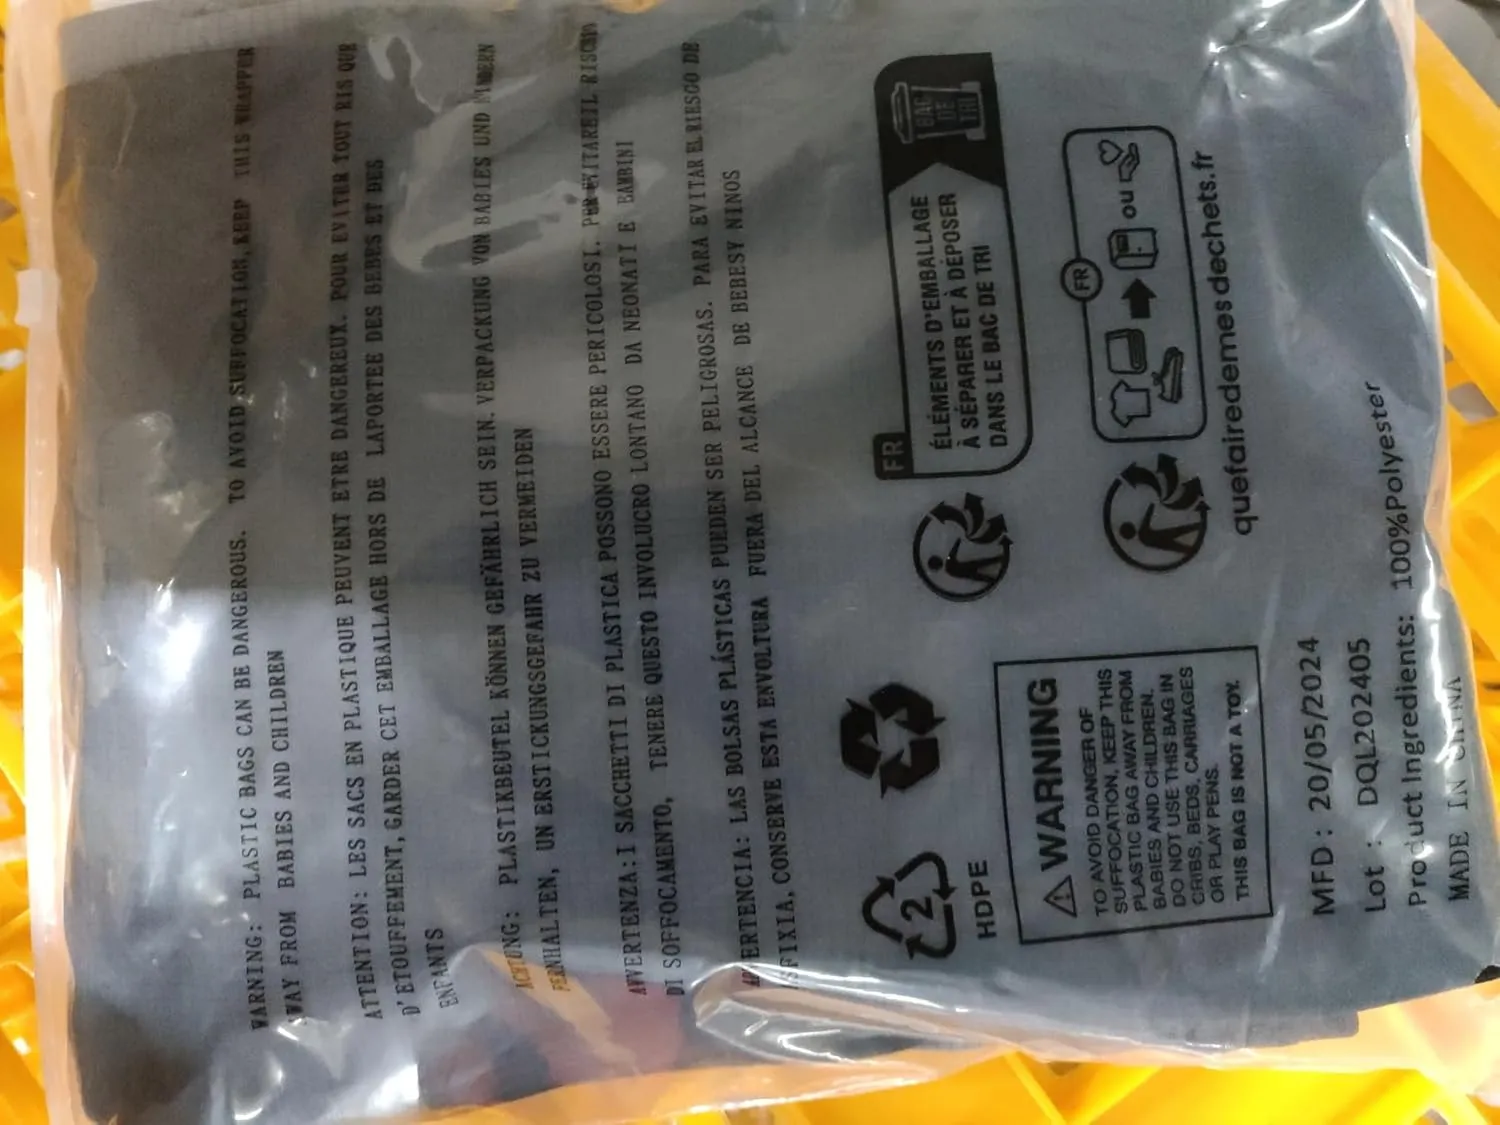 WARNING: PLASTIC BAGS CAN BE DANGEROUS. TO AVOID SUFFOCATION, KEEP THIS WRAPPER
AWAY FROM BABIES AND CHILDREN
ATTENTION: LES SACS EN PLASTIQUE PEUVENT ETRE DANGEREUX. POUR EVITER TOUT RIS QUE
D'ETOUFFEMENT, GARDER CET EMBALLAGE HORS DE LAPORTEE DES BEBES ET DES
ENFANTS
ACHTUNG: PLASTIKBEUTEL KÖNNEN GEFÄHRLICH SEIN. VERPACKUNG VON BABIES UND KINDERN
FERNHALTEN, UN ERSTICKUNGSGEFAHR ZU VERMEIDEN
AVVERTENZA: I SACCHETTI DI PLASTICA POSSONO ESSERE PERICOLOSI. PER EVITAREIL RISCHIO
DI SOFFOCAMENTO, TENERE QUESTO INVOLUCRO LONTANO DA NEONATI E BAMBINI
ERTENCIA: LAS BOLSAS PLÁSTICAS PUEDEN SER PELIGROSAS. PARA EVITAR EL RIESGO DE
ASFIXIA, CONSERVE ESTA ENVOLTURA FUERA DEL ALCANCE DE BEBESY NINOS
FR
ÉLÉMENTS D'EMBALLAGE
À SÉPARER ET À DÉPOSER
DANS LE BAC DE TRI
BAC
DE
TRI
FR
ou
quefairedemesdechets.fr
2
HDPE
⚠ WARNING
TO AVOID DANGER OF
SUFFOCATION, KEEP THIS
PLASTIC BAG AWAY FROM
BABIES AND CHILDREN.
DO NOT USE THIS BAG IN
CRIBS, BEDS, CARRIAGES
OR PLAY PENS.
THIS BAG IS NOT A TOY.
MFD: 20/05/2024
Lot : DQL202405
Product Ingredients: 100%Polyester
MADE IN CHINA